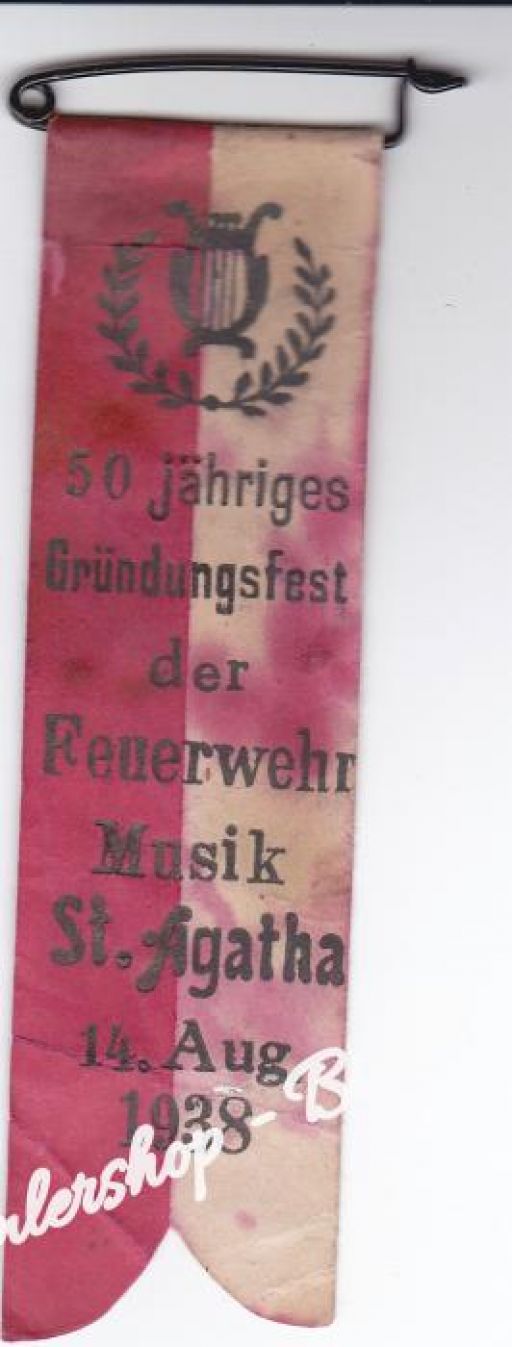 50 jähriges
Gründungsfest
der
Feuerwehr
Musik
St. Agatha
14. Aug
1938